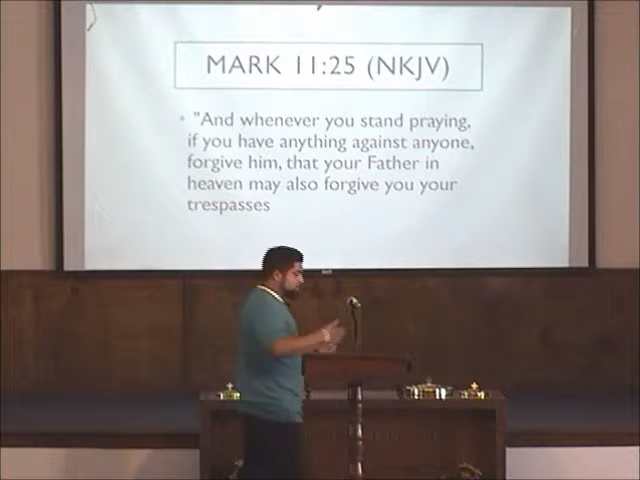 MARK 11:25 (NKJV)
• "And whenever you stand praying,
if you have anything against anyone,
forgive him, that your Father in
heaven may also forgive you your
trespasses